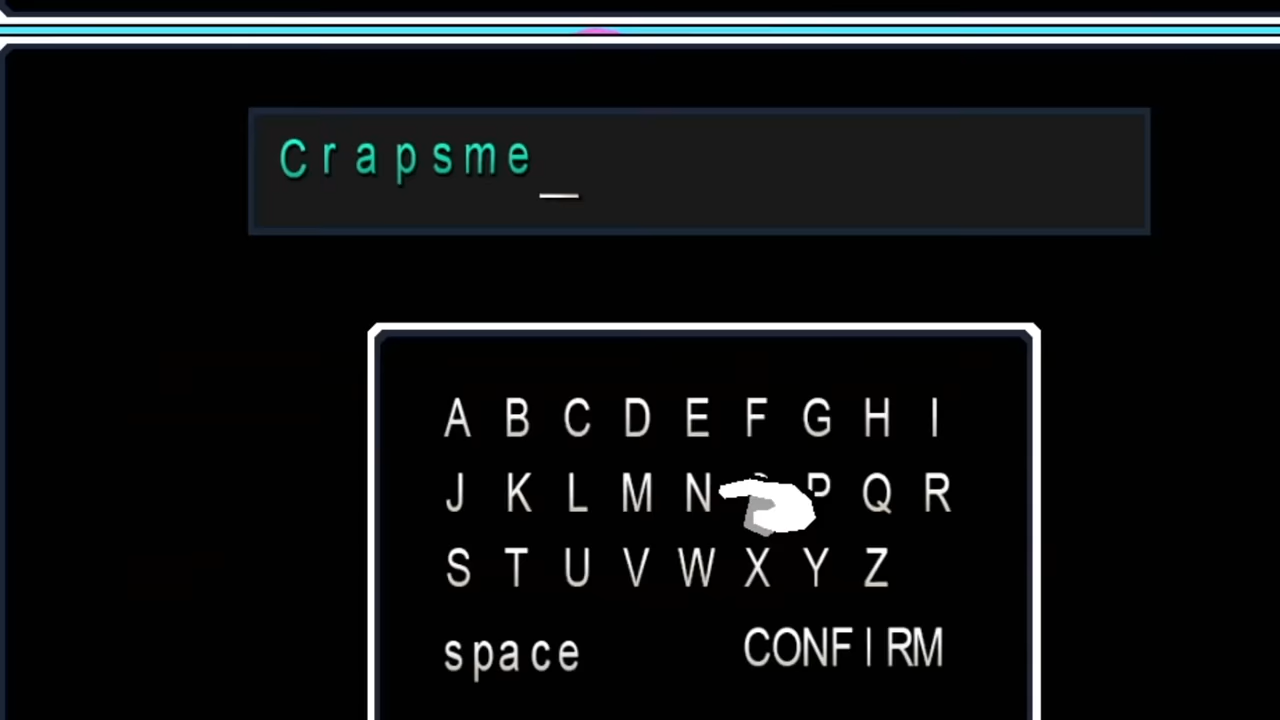 Crapsme_
A B C D E F G H I
J K L M N P Q R
S T U V W X Y Z
space CONFIRM